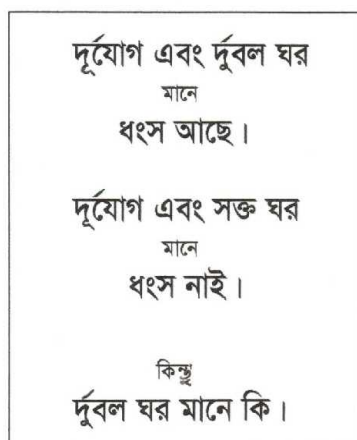 দূর্যোগ এবং র্দুবল ঘর
মানে
ধংস আছে।
দূর্যোগ এবং সক্ত ঘর
মানে
ধংস নাই।
কিন্তূ
র্দুবল ঘর মানে কি।